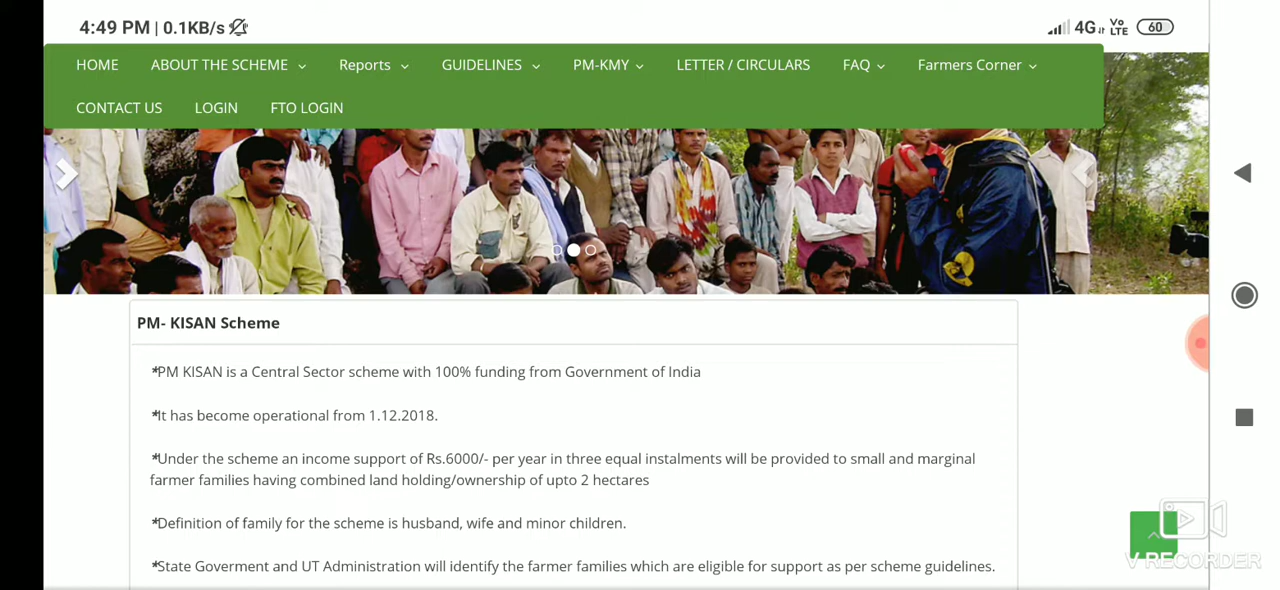 4:49 PM | 0.1KB/s
4G Vo LTE 60
HOME ABOUT THE SCHEME Reports GUIDELINES PM-KMY LETTER / CIRCULARS FAQ Farmers Corner
CONTACT US LOGIN FTO LOGIN
PM- KISAN Scheme
*PM KISAN is a Central Sector scheme with 100% funding from Government of India
*It has become operational from 1.12.2018.
*Under the scheme an income support of Rs.6000/- per year in three equal instalments will be provided to small and marginal
farmer families having combined land holding/ownership of upto 2 hectares
*Definition of family for the scheme is husband, wife and minor children.
*State Goverment and UT Administration will identify the farmer families which are eligible for support as per scheme guidelines.
V RECORDER